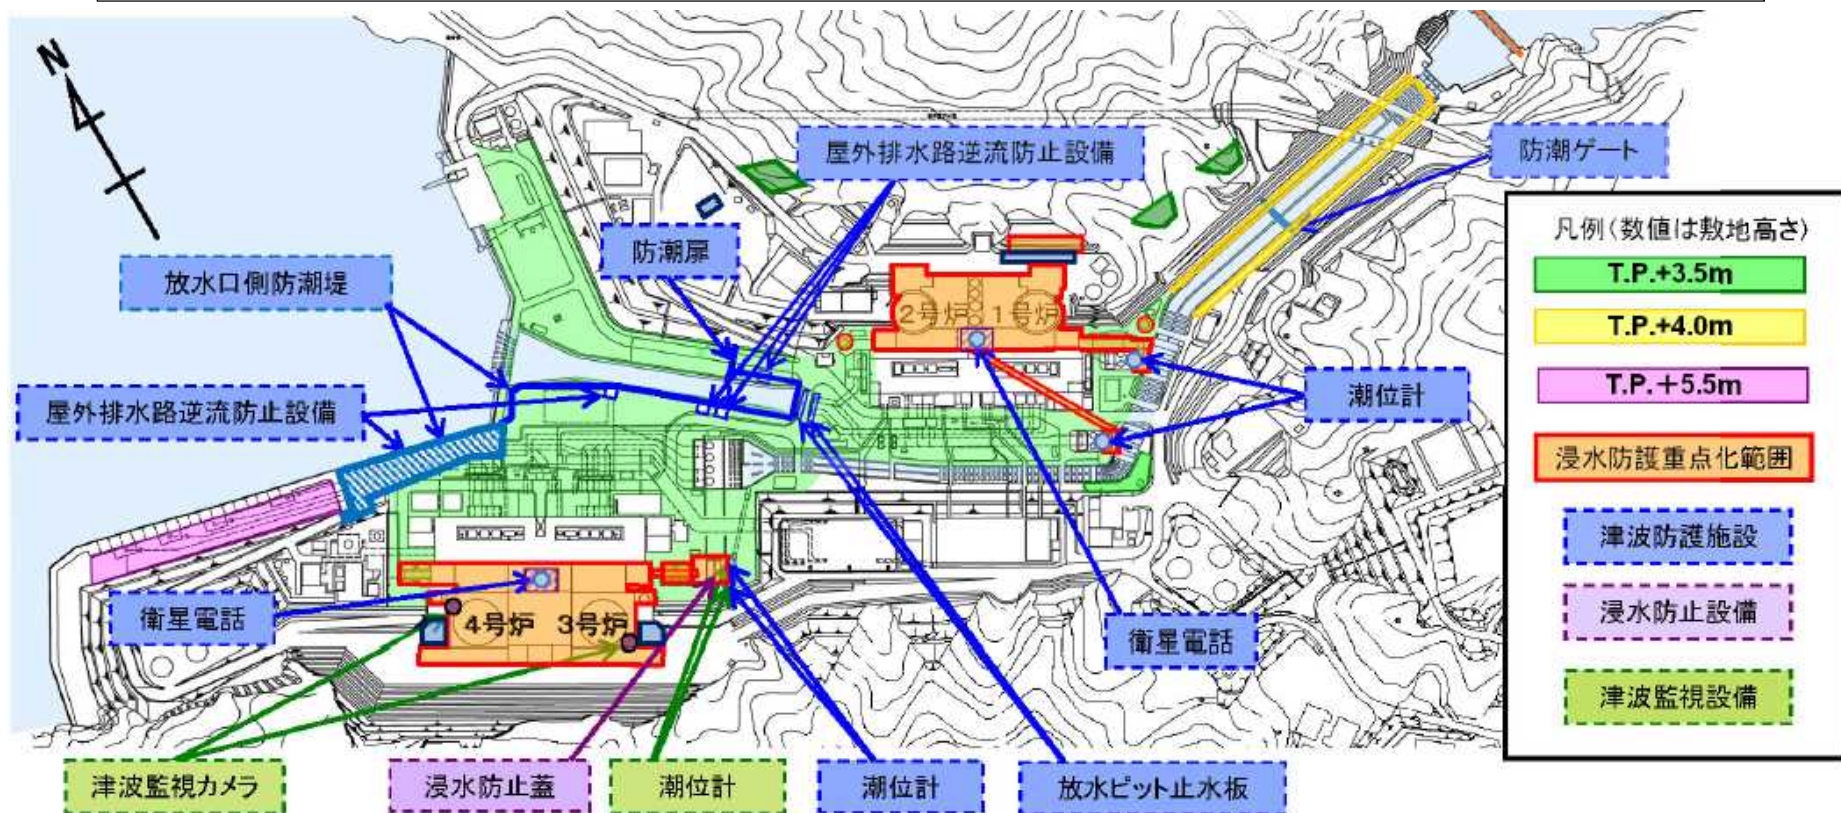 N
屋外排水路逆流防止設備
防潮ゲート
防潮扉
放水口側防潮堤
2号炉 1号炉
屋外排水路逆流防止設備
潮位計
衛星電話
4号炉 3号炉
衛星電話
津波監視カメラ
浸水防止蓋
潮位計
潮位計
放水ピット止水板
凡例(数値は敷地高さ)
T.P.+3.5m
T.P.+4.0m
T.P.+5.5m
浸水防護重点化範囲
津波防護施設
浸水防止設備
津波監視設備